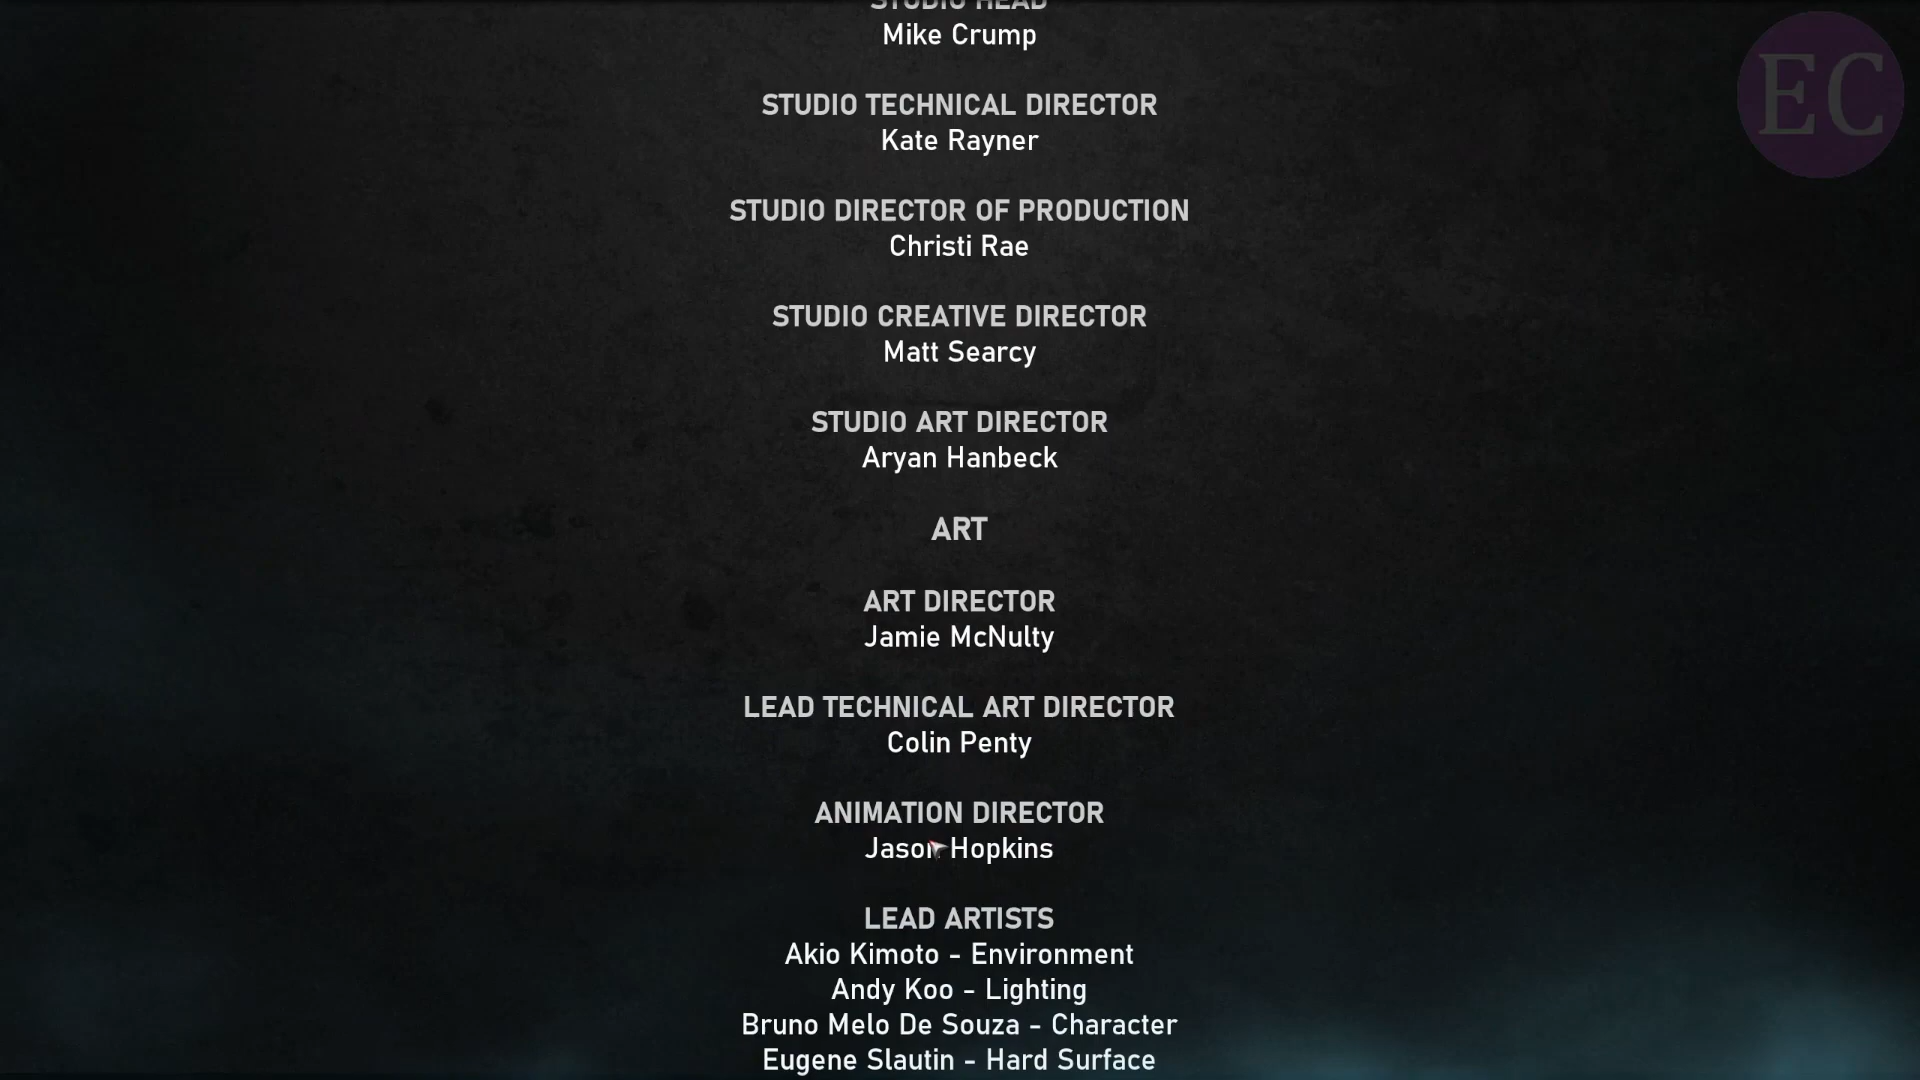 STUDIO HEAD
Mike Crump
EC
STUDIO TECHNICAL DIRECTOR
Kate Rayner
STUDIO DIRECTOR OF PRODUCTION
Christi Rae
STUDIO CREATIVE DIRECTOR
Matt Searcy
STUDIO ART DIRECTOR
Aryan Hanbeck
ART
ART DIRECTOR
Jamie McNulty
LEAD TECHNICAL ART DIRECTOR
Colin Penty
ANIMATION DIRECTOR
Jason Hopkins
LEAD ARTISTS
Akio Kimoto - Environment
Andy Koo - Lighting
Bruno Melo De Souza - Character
Eugene Slautin - Hard Surface